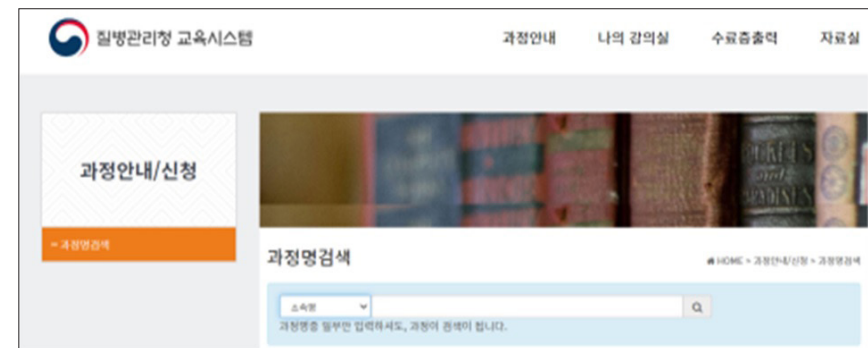 질병관리청 교육시스템
과정안내 나의 강의실 수료증출력 자료실
과정안내/신청
과정명검색
과정명검색
HOME > 과정안내/신청 > 과정명검색
소속명
과정명중 일부만 입력하셔도, 과정이 검색이 됩니다.